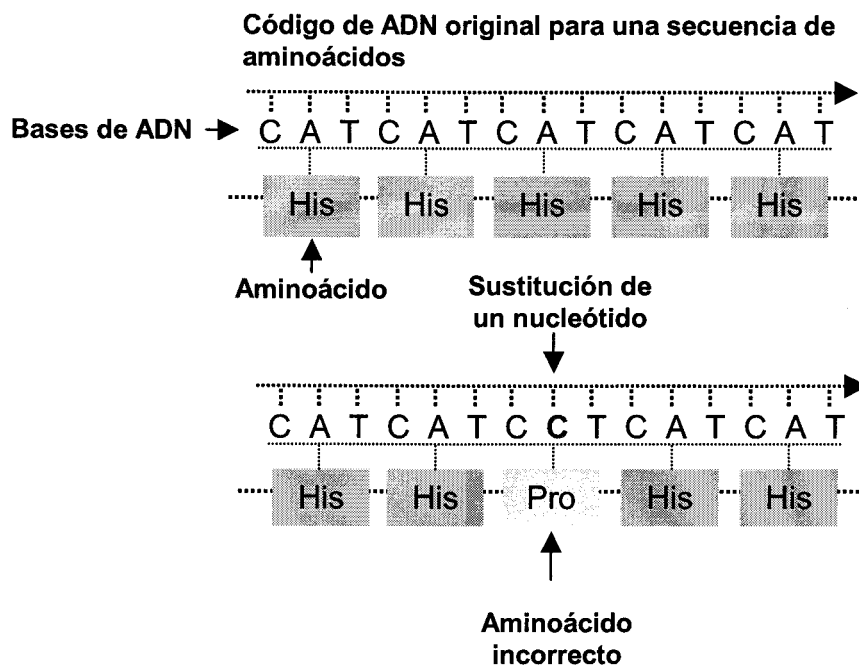 Código de ADN original para una secuencia de
aminoácidos
Bases de ADN
C A T C A T C A T C A T C A T
His His His His His
Aminoácido
Sustitución de
un nucleótido
C A T C A T C C T C A T C A T
His His Pro His His
Aminoácido
incorrecto